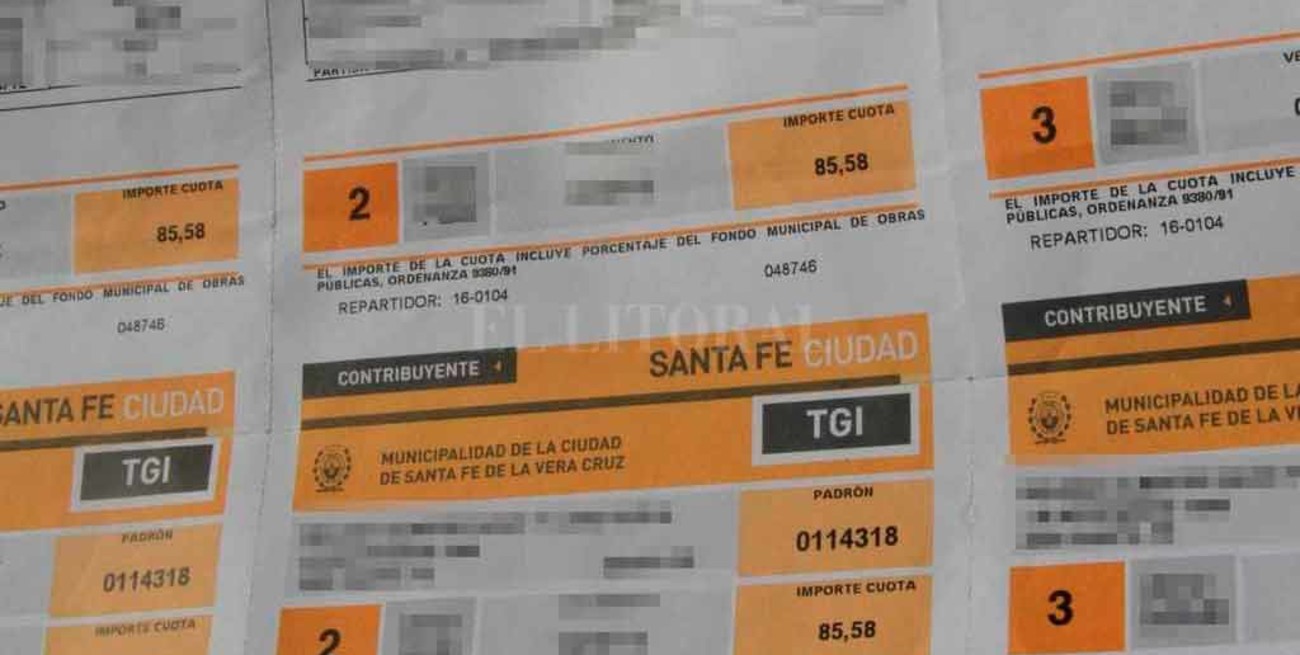 IMPORTE CUOTA
85,58
DEL FONDO MUNICIPAL DE OBRAS
048746
SANTA FE CIUDAD
TGI
PADRÓN
0114318
IMPORTE CUOTA
2
IMPORTE CUOTA
85,58
EL IMPORTE DE LA CUOTA INCLUYE PORCENTAJE DEL FONDO MUNICIPAL DE OBRAS
PÚBLICAS, ORDENANZA 9380/91
REPARTIDOR: 16-0104
048746
EL LITORAL
CONTRIBUYENTE
SANTA FE CIUDAD
TGI
MUNICIPALIDAD DE LA CIUDAD
DE SANTA FE DE LA VERA CRUZ
PADRÓN
0114318
IMPORTE CUOTA
2
85,58
3
EL IMPORTE DE LA CUOTA INCLUYE
PÚBLICAS, ORDENANZA 9380/91
REPARTIDOR: 16-0104
CONTRIBUYENTE
MUNICIPALIDAD DE LA
DE SANTA FE DE LA
3